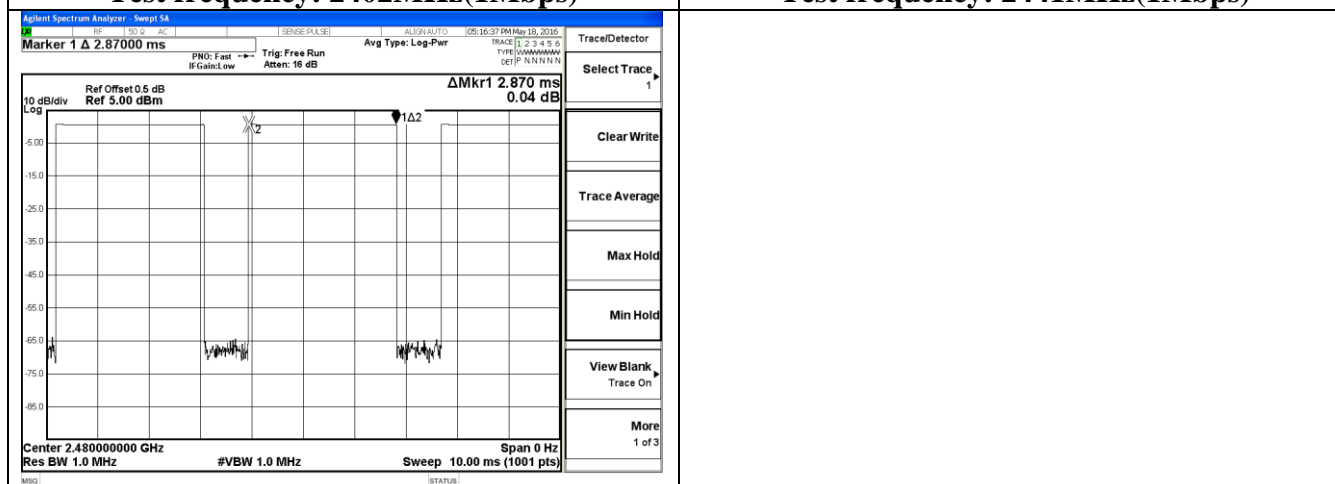 Test frequency: 2402MHz(1Mbps)
Test frequency: 2441MHz(1Mbps)
Agilent Spectrum Analyzer - Swept SA
RF 50 Ω AC SENSE:PULSE ALIGN AUTO 05:16:37 PM May 18, 2016
Marker 1 Δ 2.87000 ms
PNO: Fast
IFGain:Low
Trig: Free Run
Atten: 16 dB
Avg Type: Log-Pwr
TRACE 1 2 3 4 5 6
TYPE
DET P N N N N N
Trace/Detector
Select Trace
1
Ref Offset 0.5 dB
Ref 5.00 dBm
10 dB/div
Log
ΔMkr1 2.870 ms
0.04 dB
2
1Δ2
-5.00
-15.0
-25.0
-35.0
-45.0
-55.0
-65.0
-75.0
-85.0
Clear Write
Trace Average
Max Hold
Min Hold
View Blank
Trace On
More
1 of 3
Center 2.480000000 GHz
Span 0 Hz
Res BW 1.0 MHz
#VBW 1.0 MHz
Sweep 10.00 ms (1001 pts)
MSG
STATUS